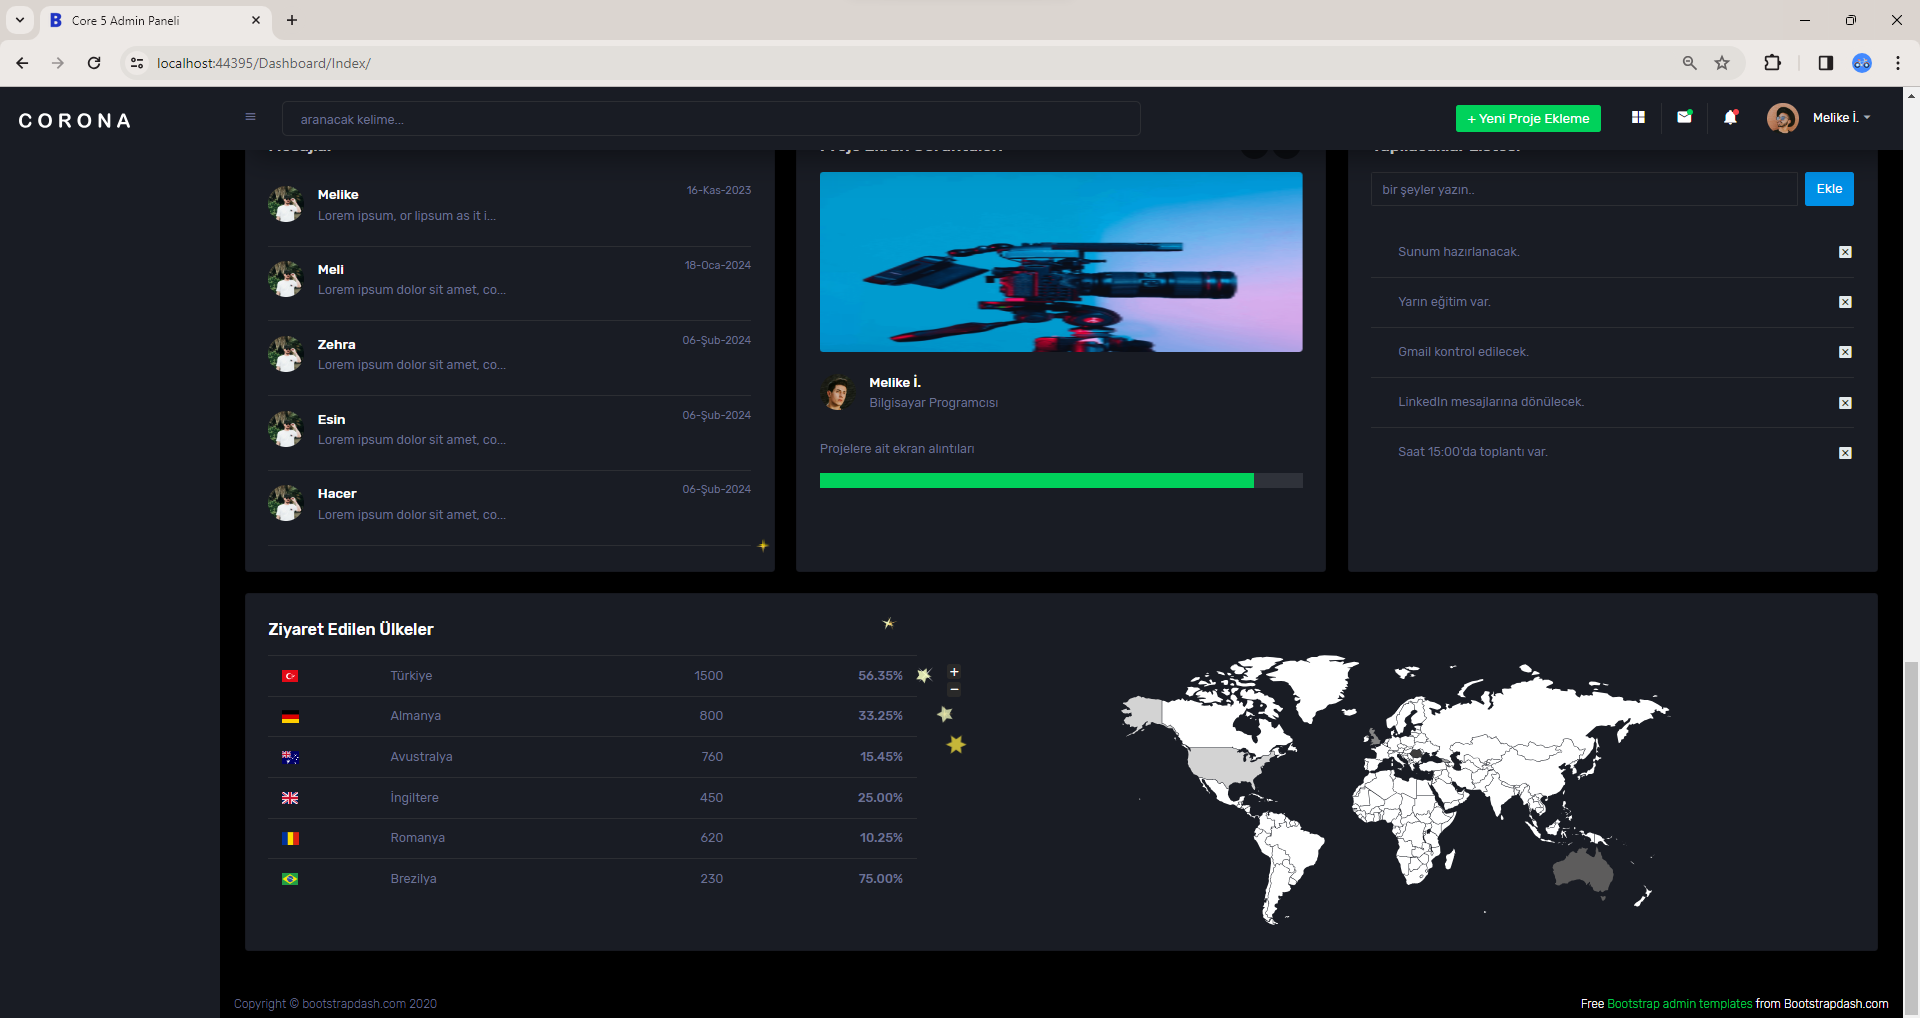 Core 5 Admin Paneli
localhost:44395/Dashboard/Index/
CORONA
aranacak kelime...
+ Yeni Proje Ekleme
Melike İ.
bir şeyler yazın..
Ekle
Melike
16-Kas-2023
Lorem ipsum, or lipsum as it i...
Meli
18-Oca-2024
Lorem ipsum dolor sit amet, co...
Zehra
06-Şub-2024
Lorem ipsum dolor sit amet, co...
Esin
06-Şub-2024
Lorem ipsum dolor sit amet, co...
Hacer
06-Şub-2024
Lorem ipsum dolor sit amet, co...
Melike İ.
Bilgisayar Programcısı
Projelere ait ekran alıntıları
Sunum hazırlanacak.
Yarın eğitim var.
Gmail kontrol edilecek.
LinkedIn mesajlarına dönülecek.
Saat 15:00'da toplantı var.
Ziyaret Edilen Ülkeler
Türkiye 1500 56.35%
Almanya 800 33.25%
Avustralya 760 15.45%
İngiltere 450 25.00%
Romanya 620 10.25%
Brezilya 230 75.00%
+
−
Copyright © bootstrapdash.com 2020
Free Bootstrap admin templates from Bootstrapdash.com